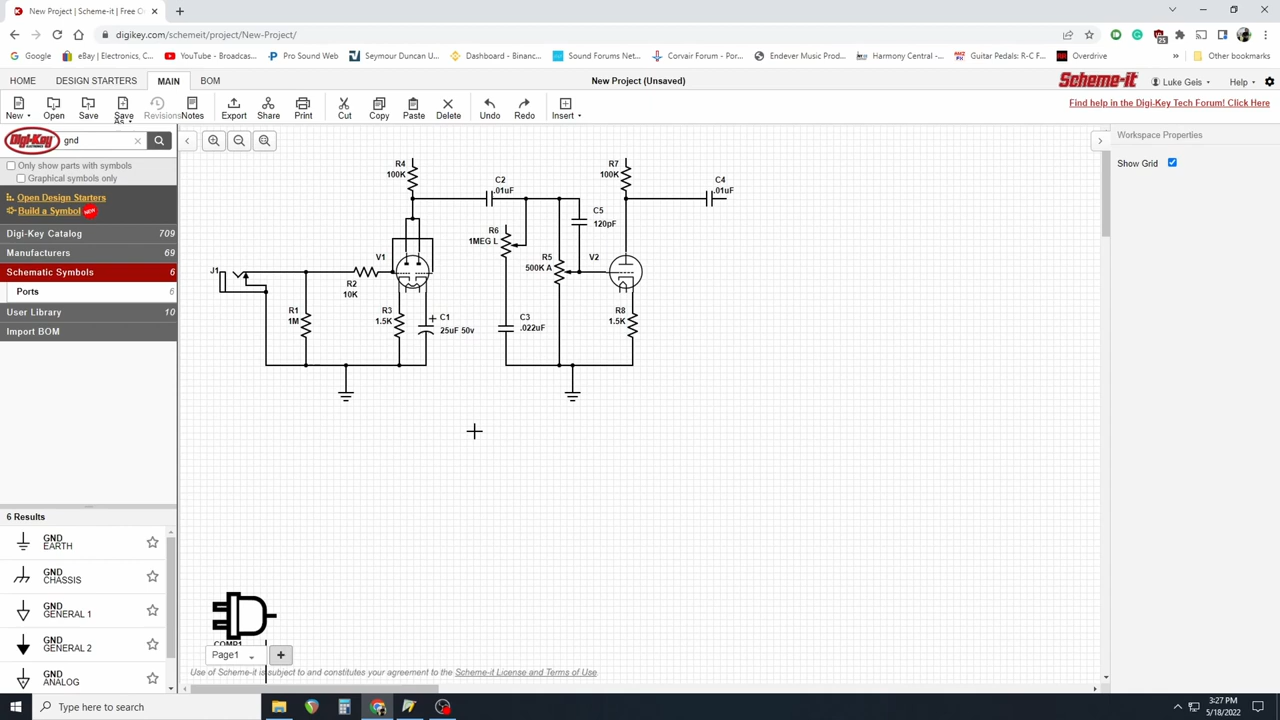 New Project | Scheme-it | Free O
digikey.com/schemeit/project/New-Project/
Google
eBay | Electronics, C...
YouTube - Broadcas...
Pro Sound Web
Seymour Duncan U...
Dashboard - Binanc...
Sound Forums Net...
Corvair Forum - Por...
Endever Music Prod...
Harmony Central -...
Guitar Pedals: R-C F...
Overdrive
»
Other bookmarks
HOME
DESIGN STARTERS
MAIN
BOM
New Project (Unsaved)
Scheme-it
Luke Geis
Help
New
Open
Save
Save As
Revisions
Notes
Export
Share
Print
Cut
Copy
Paste
Delete
Undo
Redo
Insert
Find help in the Digi-Key Tech Forum! Click Here
Digi-Key
gnd
Only show parts with symbols
Graphical symbols only
Open Design Starters
Build a Symbol NEW
Digi-Key Catalog 709
Manufacturers 69
Schematic Symbols 6
Ports 6
User Library 10
Import BOM
6 Results
GND
EARTH
GND
CHASSIS
GND
GENERAL 1
GND
GENERAL 2
GND
ANALOG
Workspace Properties
Show Grid
R4
100K
C2
.01uF
R7
100K
C4
.01uF
C5
120pF
R6
1MEG L
V1
R5
500K A
V2
J1
R2
10K
R1
1M
R3
1.5K
C1
25uF 50v
C3
.022uF
R8
1.5K
COMP1
Page1
Use of Scheme-it is subject to and constitutes your agreement to the Scheme-it License and Terms of Use.
Type here to search
3:27 PM
5/18/2022